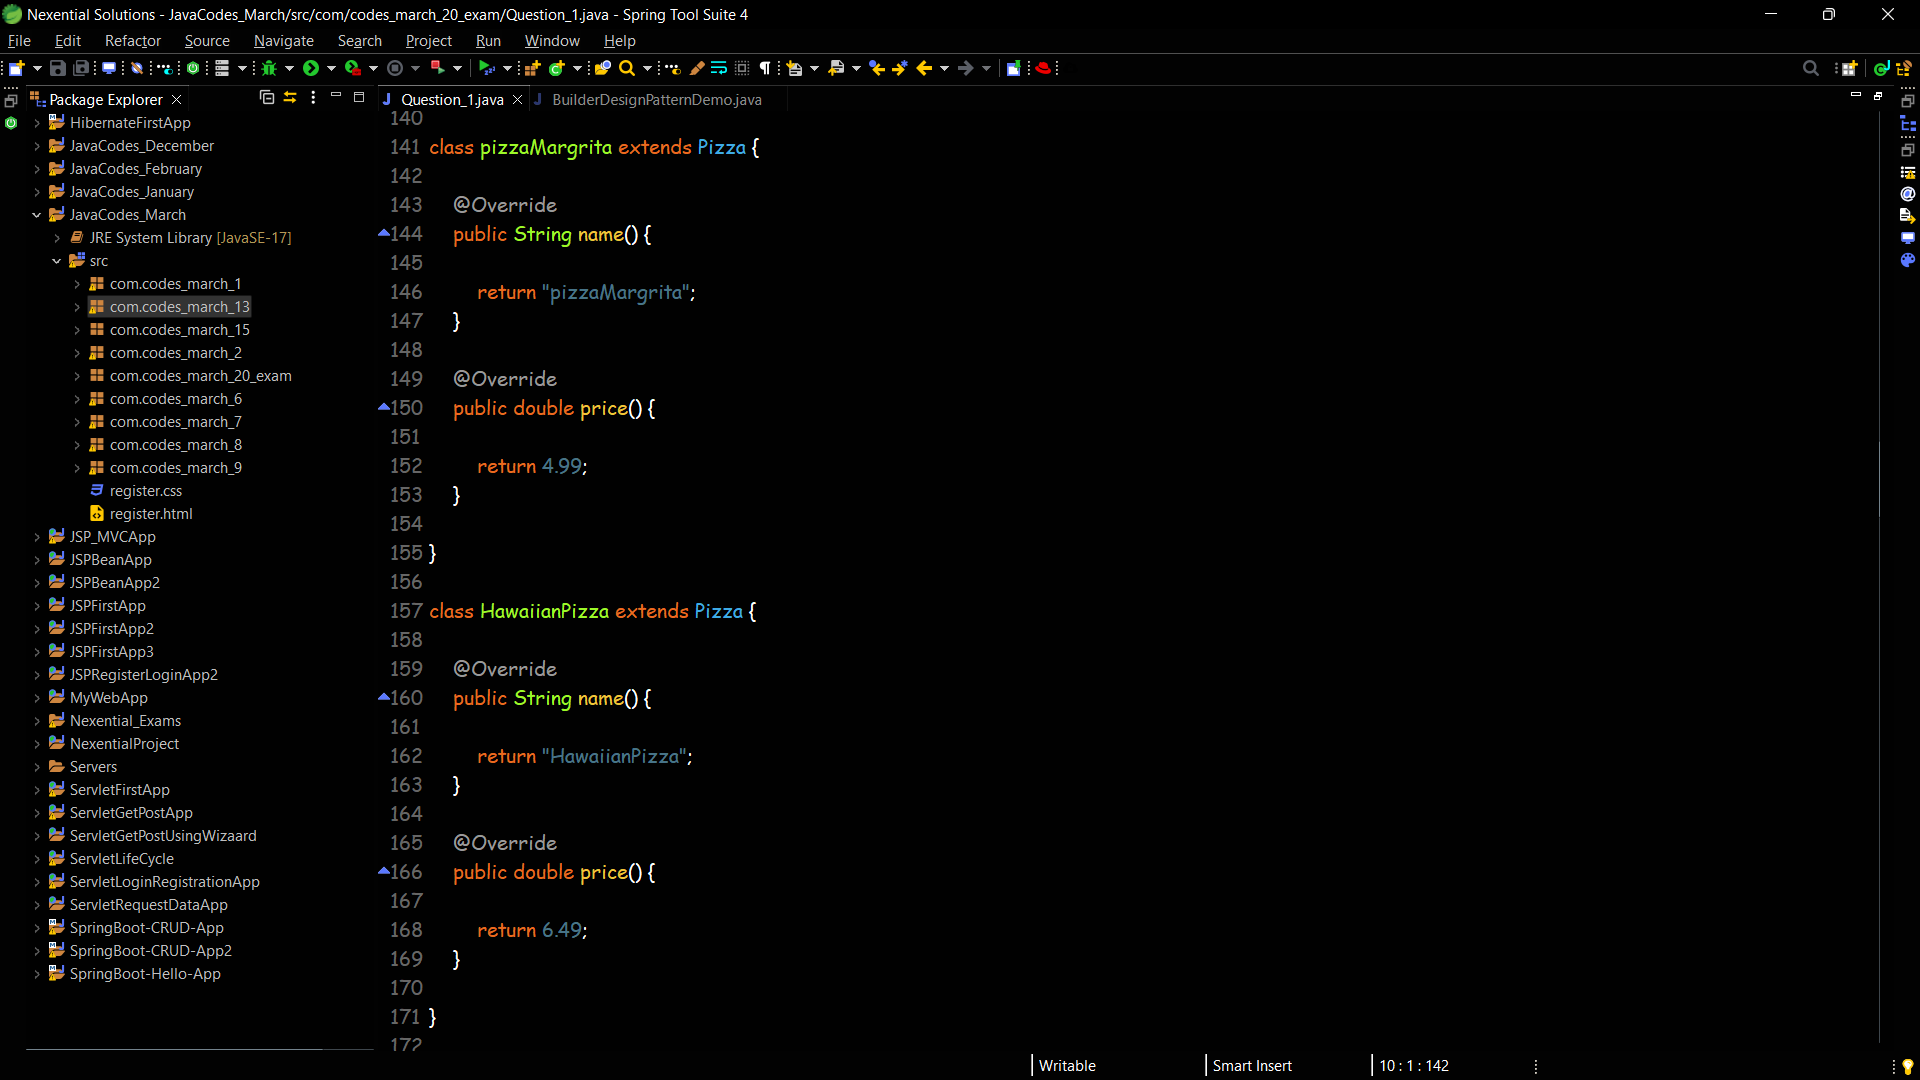 Nexential Solutions - JavaCodes_March/src/com/codes_march_20_exam/Question_1.java - Spring Tool Suite 4
File Edit Refactor Source Navigate Search Project Run Window Help
Package Explorer
HibernateFirstApp
JavaCodes_December
JavaCodes_February
JavaCodes_January
JavaCodes_March
JRE System Library [JavaSE-17]
src
com.codes_march_1
com.codes_march_13
com.codes_march_15
com.codes_march_2
com.codes_march_20_exam
com.codes_march_6
com.codes_march_7
com.codes_march_8
com.codes_march_9
register.css
register.html
JSP_MVCApp
JSPBeanApp
JSPBeanApp2
JSPFirstApp
JSPFirstApp2
JSPFirstApp3
JSPRegisterLoginApp2
MyWebApp
Nexential_Exams
NexentialProject
Servers
ServletFirstApp
ServletGetPostApp
ServletGetPostUsingWizaard
ServletLifeCycle
ServletLoginRegistrationApp
ServletRequestDataApp
SpringBoot-CRUD-App
SpringBoot-CRUD-App2
SpringBoot-Hello-App
Question_1.java BuilderDesignPatternDemo.java
140
141 class pizzaMargrita extends Pizza {
142
143 @Override
144 public String name() {
145
146 return "pizzaMargrita";
147 }
148
149 @Override
150 public double price() {
151
152 return 4.99;
153 }
154
155 }
156
157 class HawaiianPizza extends Pizza {
158
159 @Override
160 public String name() {
161
162 return "HawaiianPizza";
163 }
164
165 @Override
166 public double price() {
167
168 return 6.49;
169 }
170
171 }
172
Writable Smart Insert 10 : 1 : 142